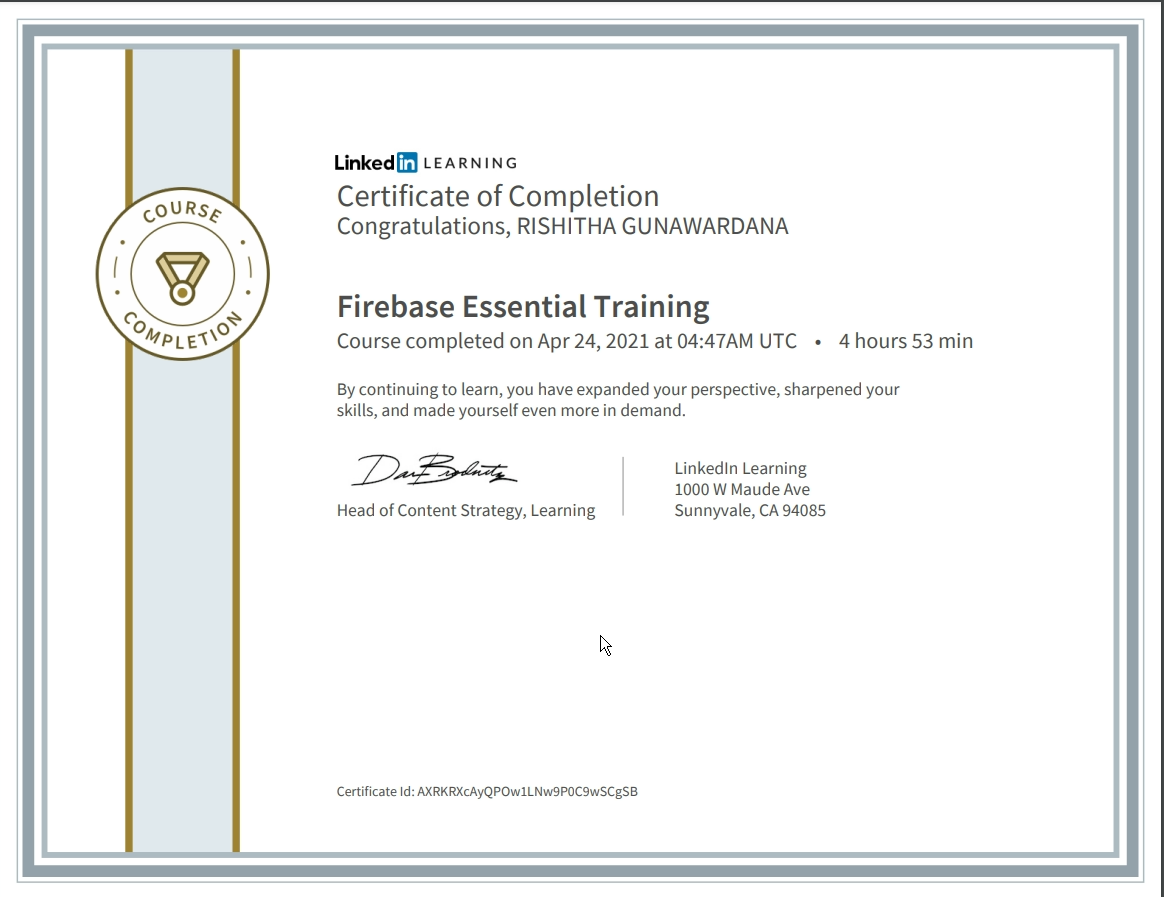 COURSE
COMPLETION
Linked in LEARNING
Certificate of Completion
Congratulations, RISHITHA GUNAWARDANA
Firebase Essential Training
Course completed on Apr 24, 2021 at 04:47AM UTC • 4 hours 53 min
By continuing to learn, you have expanded your perspective, sharpened your
skills, and made yourself even more in demand.
Head of Content Strategy, Learning
LinkedIn Learning
1000 W Maude Ave
Sunnyvale, CA 94085
Certificate Id: AXRKRXcAyQPOw1LNw9P0C9wSCgSB